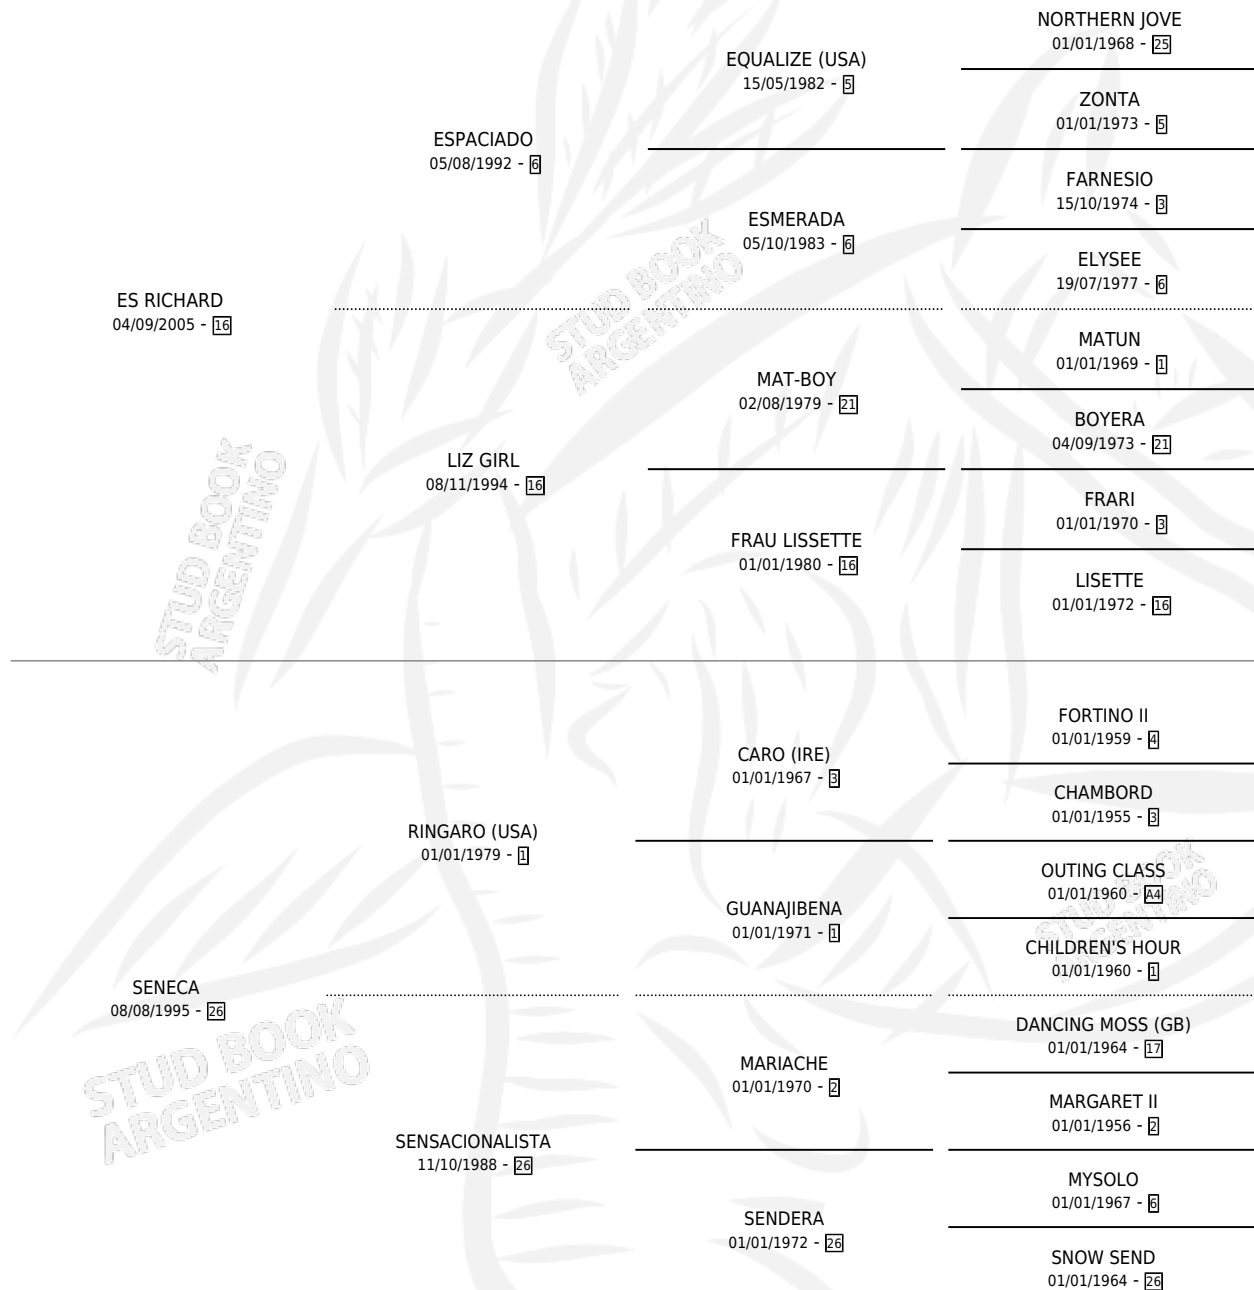 NORTHERN JOVE
01/01/1968 - 25
EQUALIZE (USA)
15/05/1982 - 5
ZONTA
01/01/1973 - 5
ESPACIADO
05/08/1992 - 6
FARNESIO
15/10/1974 - 3
ESMERADA
05/10/1983 - 6
ELYSEE
19/07/1977 - 6
ES RICHARD
04/09/2005 - 16
MATUN
01/01/1969 - 1
MAT-BOY
02/08/1979 - 21
BOYERA
04/09/1973 - 21
LIZ GIRL
08/11/1994 - 16
FRARI
01/01/1970 - 3
FRAU LISSETTE
01/01/1980 - 16
LISETTE
01/01/1972 - 16
FORTINO II
01/01/1959 - 4
CARO (IRE)
01/01/1967 - 3
CHAMBORD
01/01/1955 - 3
RINGARO (USA)
01/01/1979 - 1
OUTING CLASS
01/01/1960 - A4
GUANAJIBENA
01/01/1971 - 1
CHILDREN'S HOUR
01/01/1960 - 1
SENECA
08/08/1995 - 26
DANCING MOSS (GB)
01/01/1964 - 17
MARIACHE
01/01/1970 - 2
MARGARET II
01/01/1956 - 2
SENSACIONALISTA
11/10/1988 - 26
MYSOLO
01/01/1967 - 6
SENDERA
01/01/1972 - 26
SNOW SEND
01/01/1964 - 26
STUD BOOK
ARGENTINO
STUD BOOK
ARGENTINO
STUD BOOK
ARGENTINO
STUD BOOK
ARGENTINO